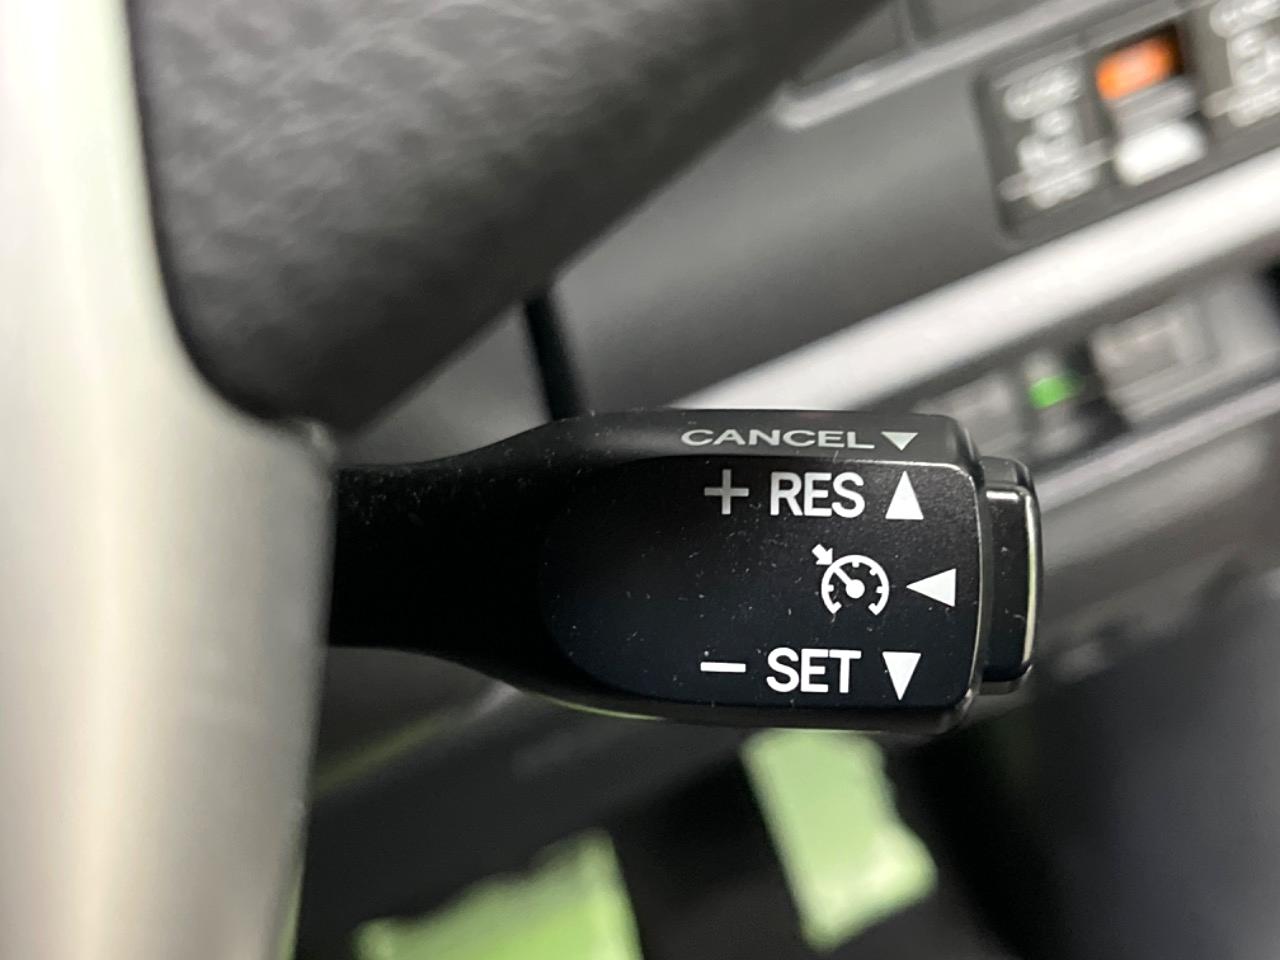 CANCEL▼
+ RES ▲
◀
− SET ▼